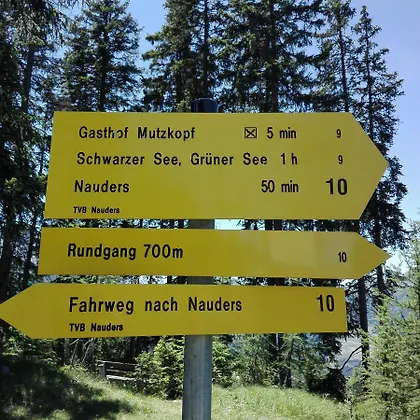 Gasthof Mutzkopf 5 min 9
Schwarzer See, Grüner See 1 h 9
Nauders 50 min 10
TVB Nauders
Rundgang 700m 10
Fahrweg nach Nauders 10
TVB Nauders